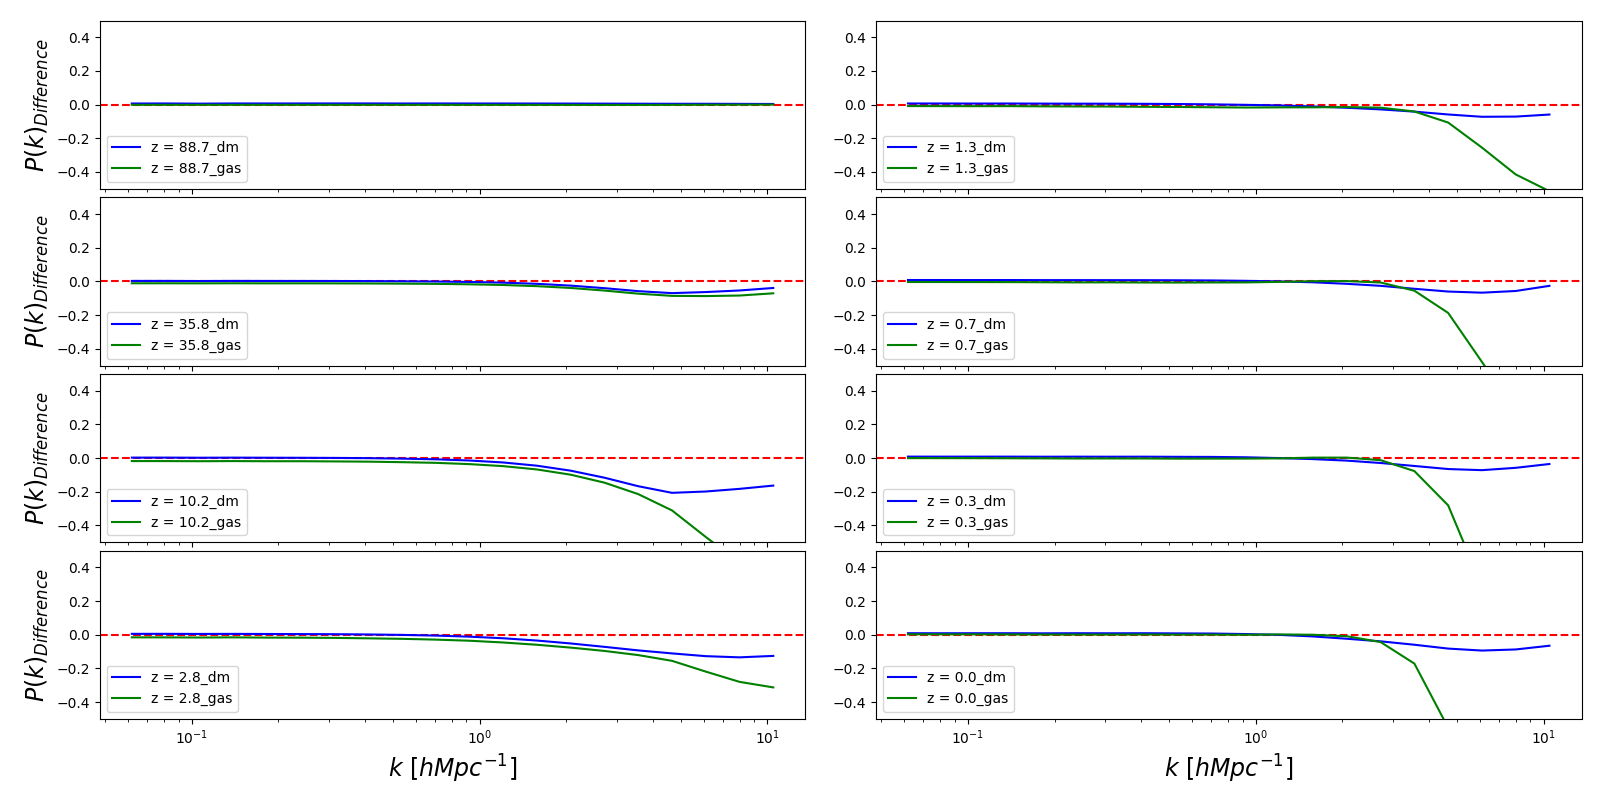 P(k)Difference
0.4
0.2
0.0
−0.2
−0.4
z = 88.7_dm
z = 88.7_gas
0.4
0.2
0.0
−0.2
−0.4
z = 1.3_dm
z = 1.3_gas
P(k)Difference
0.4
0.2
0.0
−0.2
−0.4
z = 35.8_dm
z = 35.8_gas
0.4
0.2
0.0
−0.2
−0.4
z = 0.7_dm
z = 0.7_gas
P(k)Difference
0.4
0.2
0.0
−0.2
−0.4
z = 10.2_dm
z = 10.2_gas
0.4
0.2
0.0
−0.2
−0.4
z = 0.3_dm
z = 0.3_gas
P(k)Difference
0.4
0.2
0.0
−0.2
−0.4
z = 2.8_dm
z = 2.8_gas
10⁻¹ 10⁰ 10¹
k [hMpc⁻¹]
0.4
0.2
0.0
−0.2
−0.4
z = 0.0_dm
z = 0.0_gas
10⁻¹ 10⁰ 10¹
k [hMpc⁻¹]